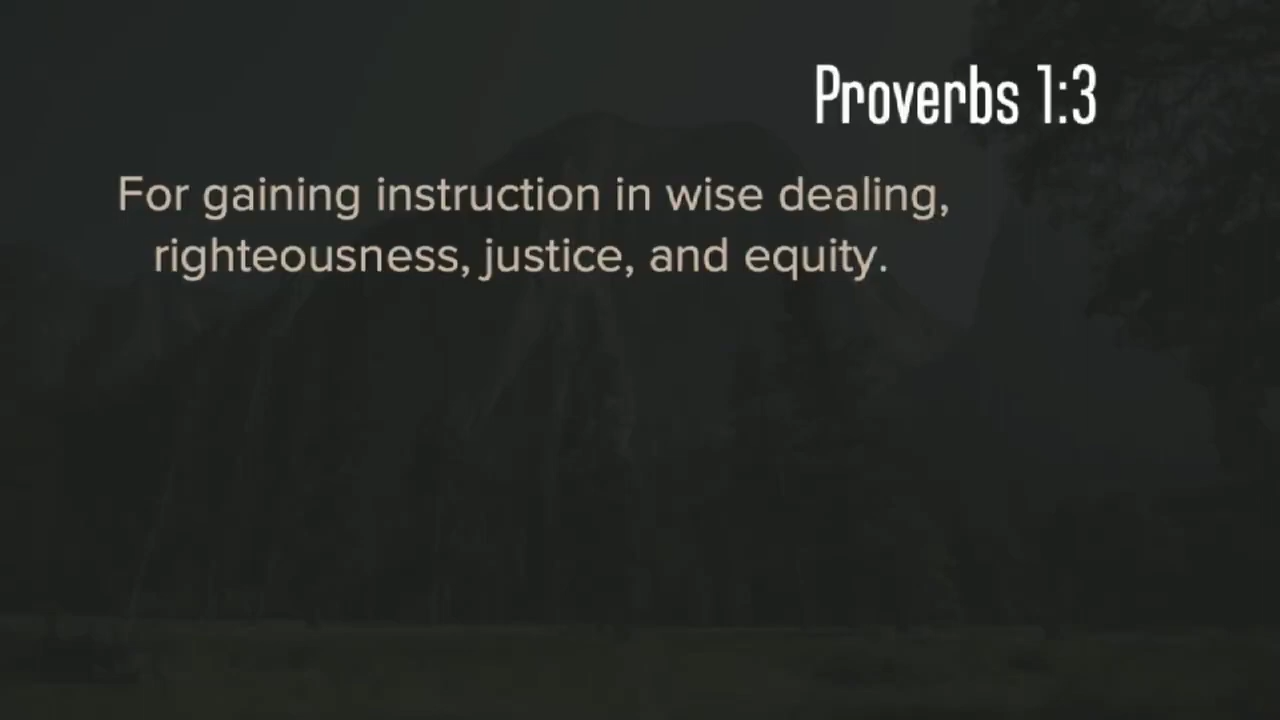 Proverbs 1:3
For gaining instruction in wise dealing,
righteousness, justice, and equity.